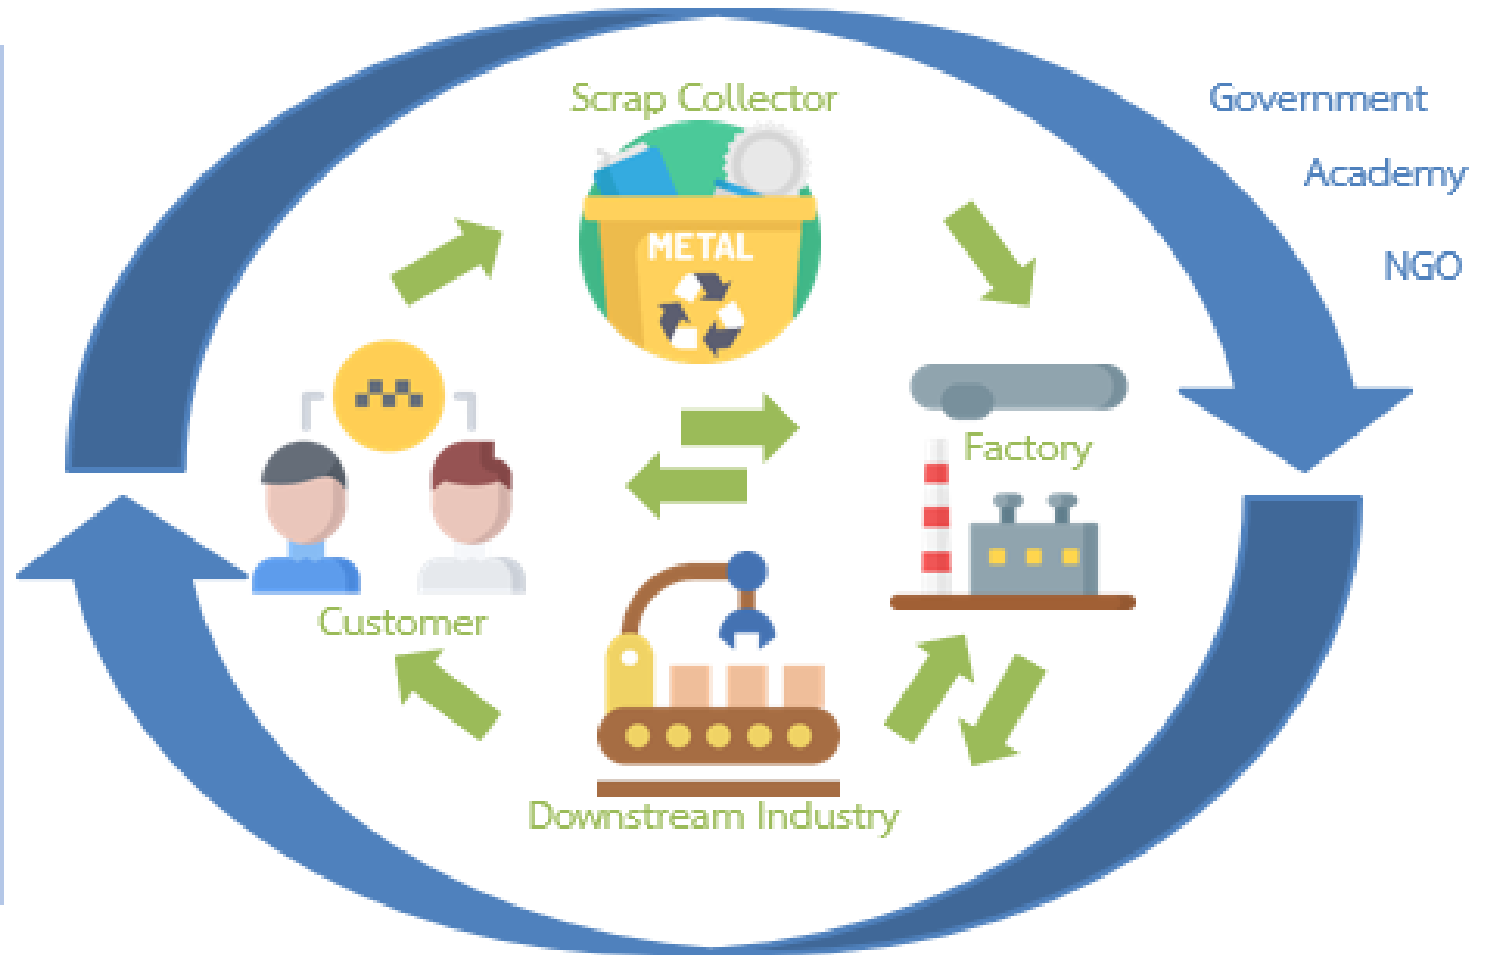 Scrap Collector
Government
Academy
NGO
METAL
Factory
Customer
Downstream Industry